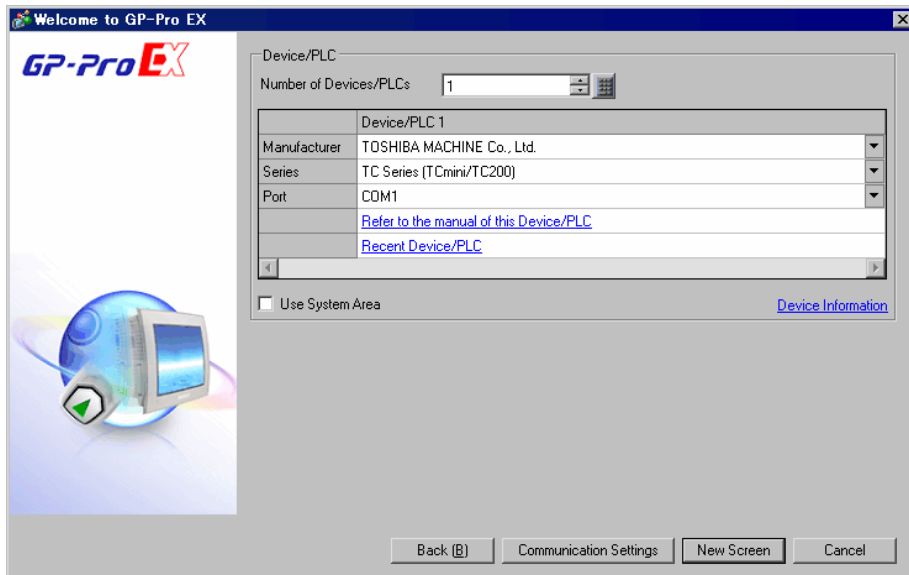 Welcome to GP-Pro EX
GP-Pro EX
Device/PLC
Number of Devices/PLCs 1
Device/PLC 1
Manufacturer TOSHIBA MACHINE Co., Ltd.
Series TC Series (TCmini/TC200)
Port COM1
Refer to the manual of this Device/PLC
Recent Device/PLC
Use System Area Device Information
Back (B) Communication Settings New Screen Cancel